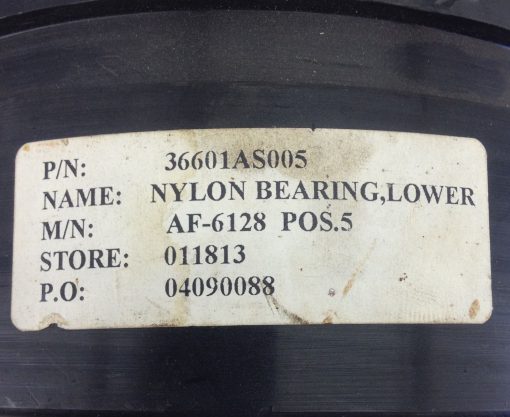 P/N: 36601AS005
NAME: NYLON BEARING,LOWER
M/N: AF-6128 POS.5
STORE: 011813
P.O: 04090088